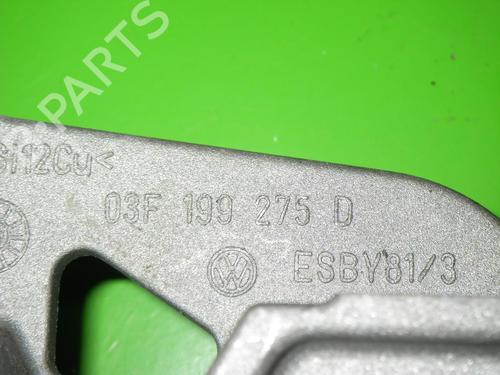 B-PARTS
Si12Cu<
03F 199 275 D
ESBY81/3